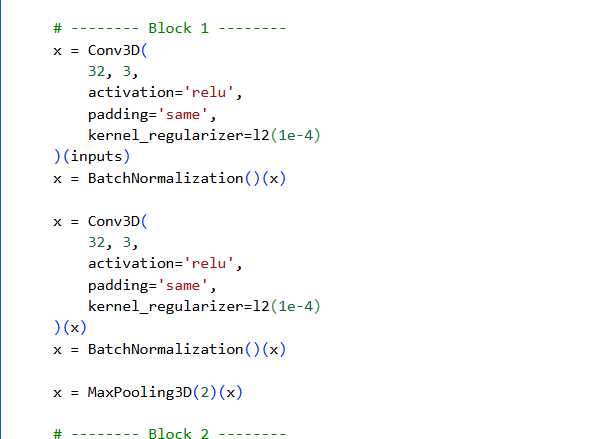 # -------- Block 1 --------
x = Conv3D(
32, 3,
activation='relu',
padding='same',
kernel_regularizer=l2(1e-4)
)(inputs)
x = BatchNormalization()(x)
x = Conv3D(
32, 3,
activation='relu',
padding='same',
kernel_regularizer=l2(1e-4)
)(x)
x = BatchNormalization()(x)
x = MaxPooling3D(2)(x)
# -------- Block 2 --------